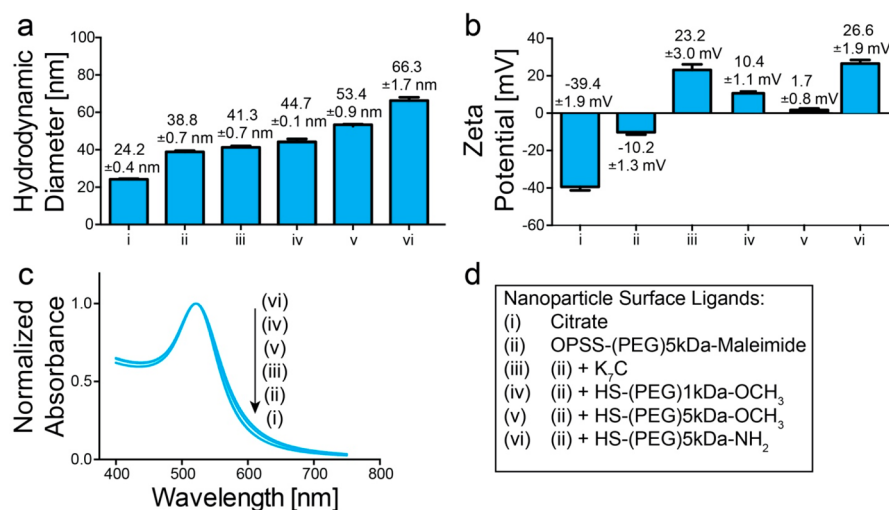 a
Hydrodynamic
Diameter [nm]
100
80
60
40
20
0
24.2
±0.4 nm
38.8
±0.7 nm
41.3
±0.7 nm
44.7
±0.1 nm
53.4
±0.9 nm
66.3
±1.7 nm
i ii iii iv v vi
b
Zeta
Potential [mV]
60
40
20
0
-20
-40
-60
-39.4
±1.9 mV
-10.2
±1.3 mV
23.2
±3.0 mV
10.4
±1.1 mV
1.7
±0.8 mV
26.6
±1.9 mV
i ii iii iv v vi
c
Normalized
Absorbance
1.0
0.5
0.0
(vi)
(iv)
(v)
(iii)
(ii)
(i)
400 500 600 700 800
Wavelength [nm]
d
Nanoparticle Surface Ligands:
(i) Citrate
(ii) OPSS-(PEG)5kDa-Maleimide
(iii) (ii) + K₇C
(iv) (ii) + HS-(PEG)1kDa-OCH₃
(v) (ii) + HS-(PEG)5kDa-OCH₃
(vi) (ii) + HS-(PEG)5kDa-NH₂